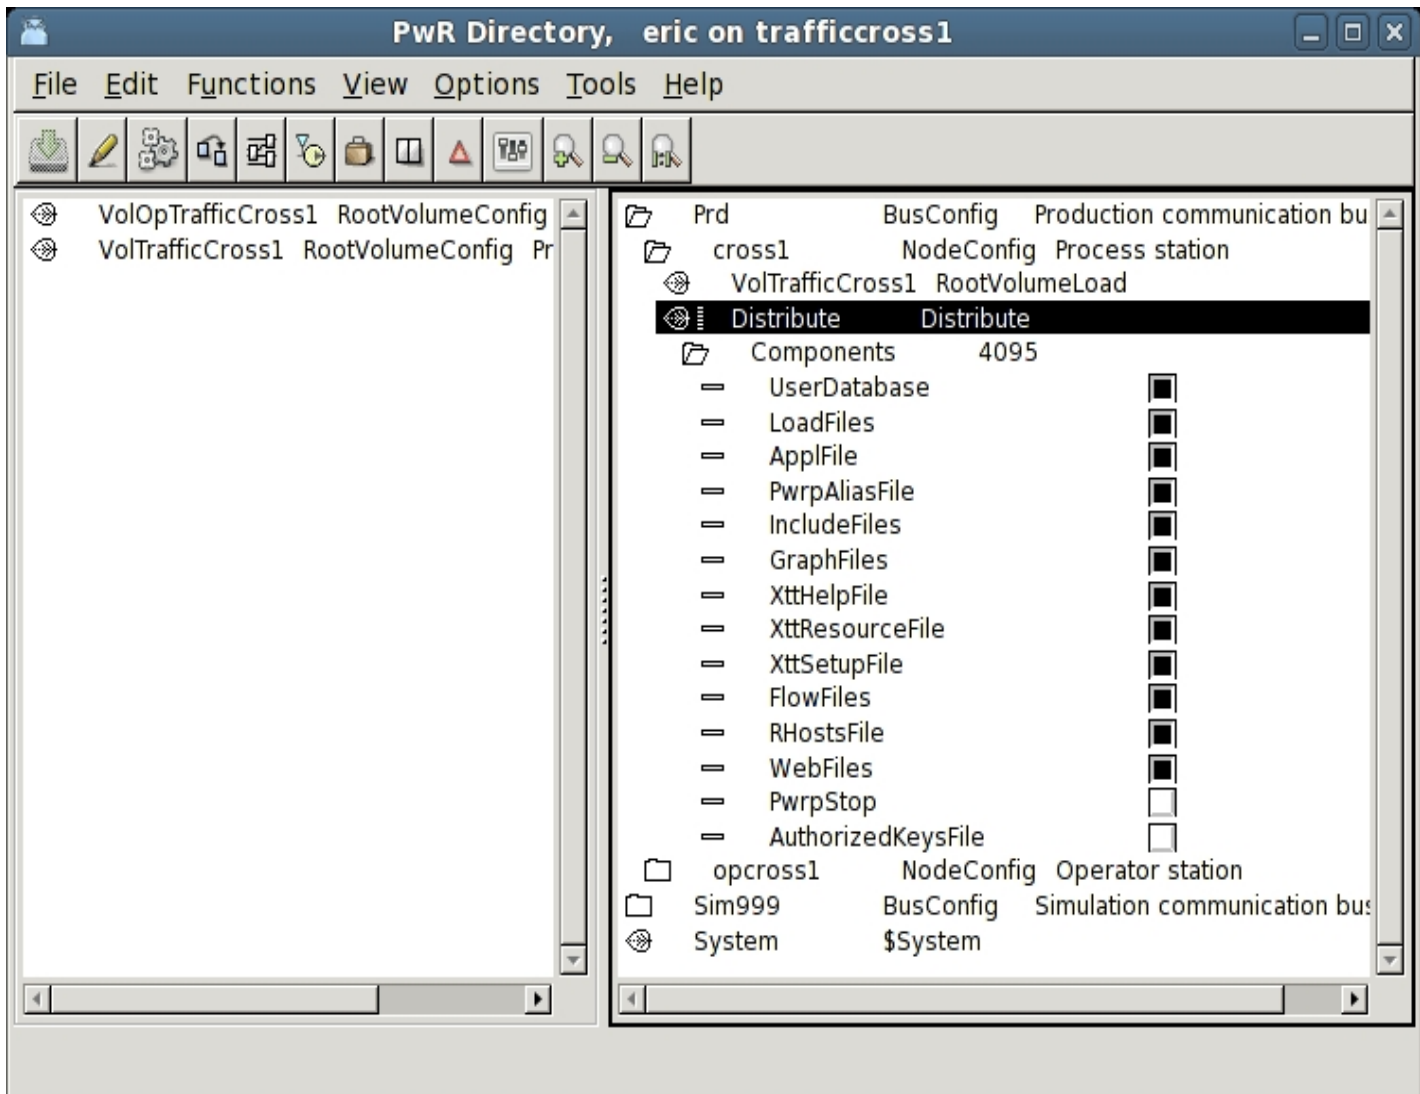 PwR Directory, eric on trafficcross1
File Edit Functions View Options Tools Help
VolOpTrafficCross1 RootVolumeConfig
VolTrafficCross1 RootVolumeConfig Pr
Prd BusConfig Production communication bu
cross1 NodeConfig Process station
VolTrafficCross1 RootVolumeLoad
Distribute Distribute
Components 4095
UserDatabase
LoadFiles
ApplFile
PwrpAliasFile
IncludeFiles
GraphFiles
XttHelpFile
XttResourceFile
XttSetupFile
FlowFiles
RHostsFile
WebFiles
PwrpStop
AuthorizedKeysFile
opcross1 NodeConfig Operator station
Sim999 BusConfig Simulation communication bus
System $System